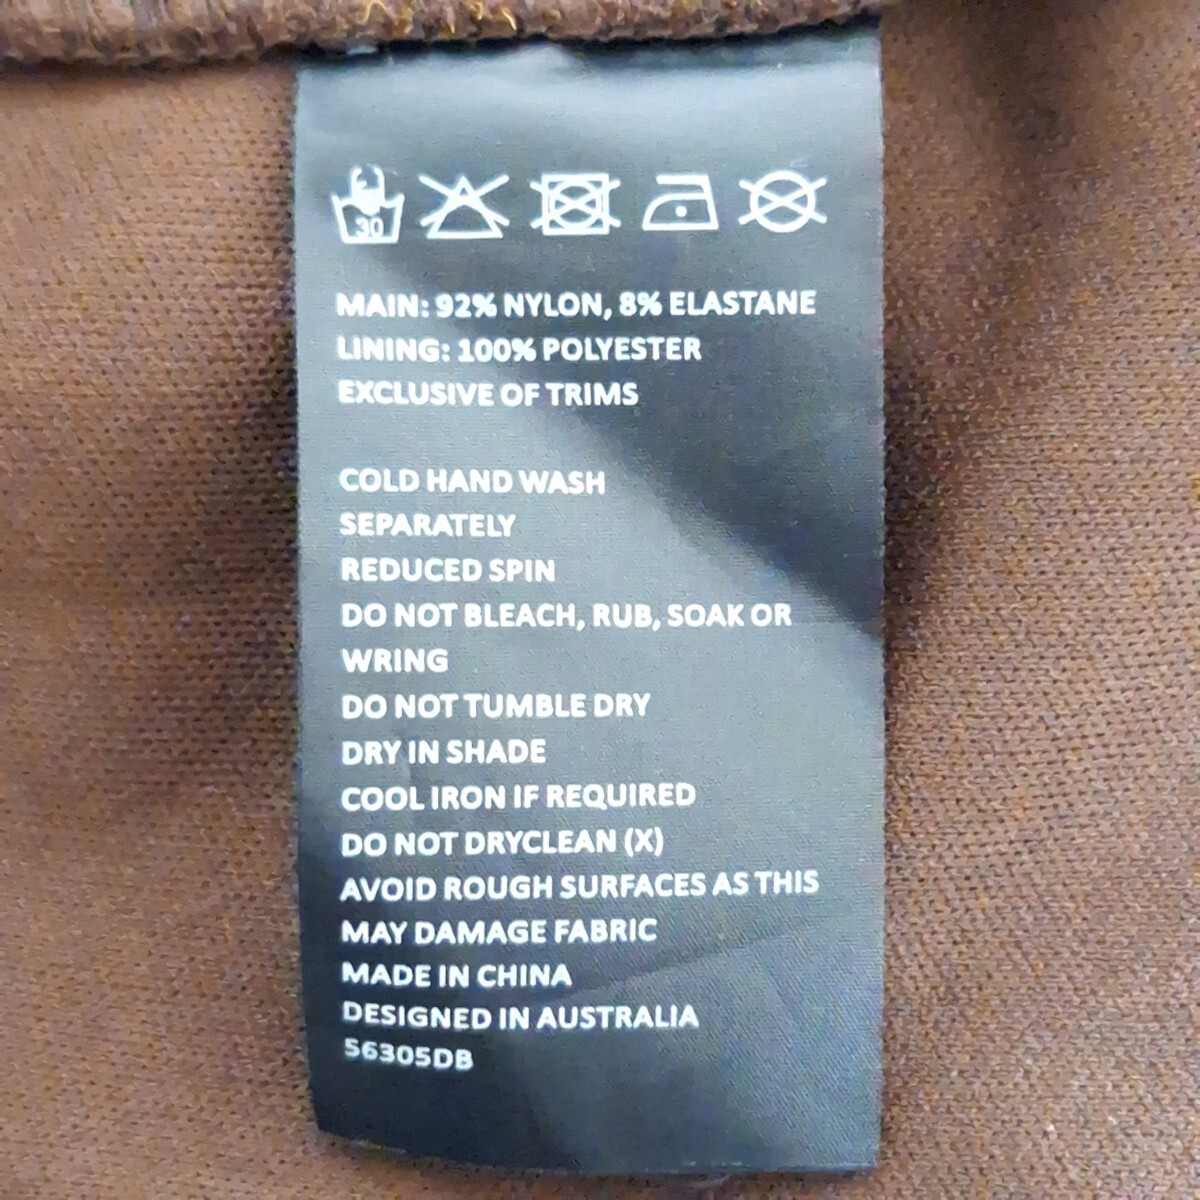 30
MAIN: 92% NYLON, 8% ELASTANE
LINING: 100% POLYESTER
EXCLUSIVE OF TRIMS
COLD HAND WASH
SEPARATELY
REDUCED SPIN
DO NOT BLEACH, RUB, SOAK OR
WRING
DO NOT TUMBLE DRY
DRY IN SHADE
COOL IRON IF REQUIRED
DO NOT DRYCLEAN (X)
AVOID ROUGH SURFACES AS THIS
MAY DAMAGE FABRIC
MADE IN CHINA
DESIGNED IN AUSTRALIA
56305DB